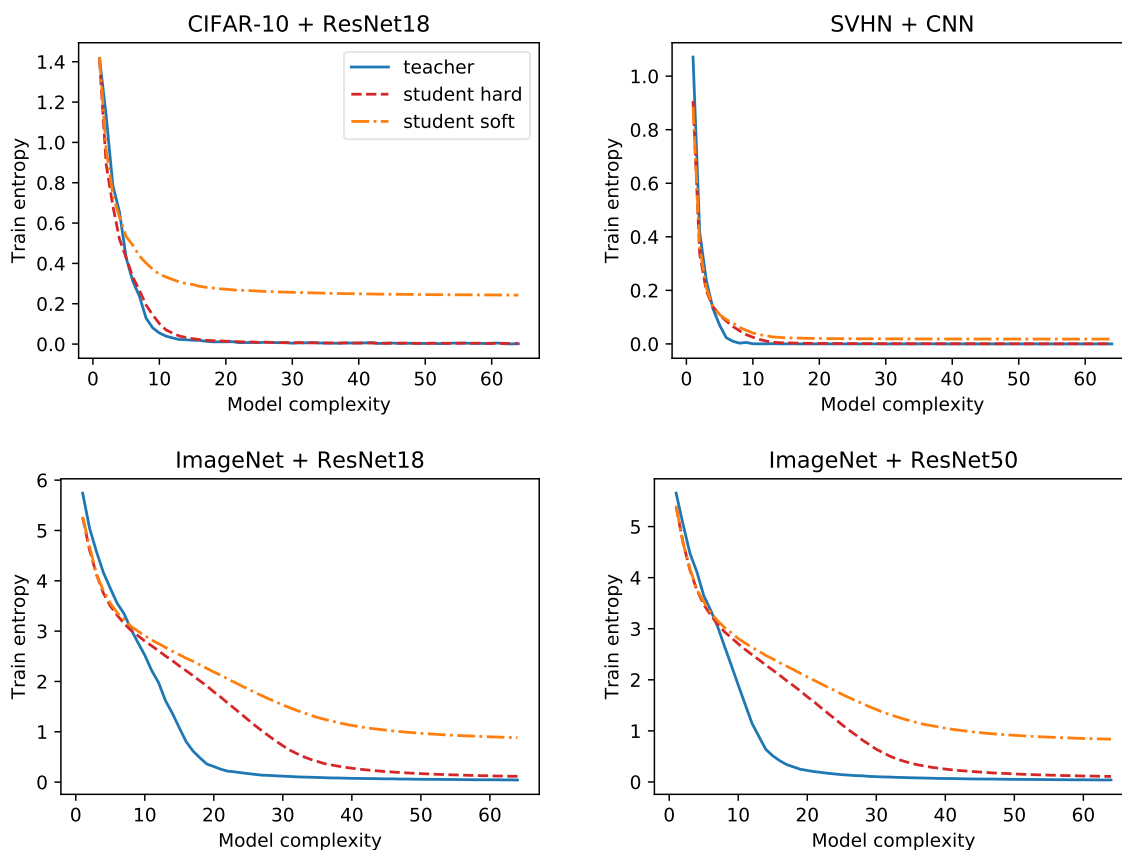 CIFAR-10 + ResNet18
1.4
1.2
1.0
0.8
0.6
0.4
0.2
0.0
Train entropy
teacher
student hard
student soft
0 10 20 30 40 50 60
Model complexity
SVHN + CNN
1.0
0.8
0.6
0.4
0.2
0.0
Train entropy
0 10 20 30 40 50 60
Model complexity
ImageNet + ResNet18
6
5
4
3
2
1
0
Train entropy
0 10 20 30 40 50 60
Model complexity
ImageNet + ResNet50
5
4
3
2
1
0
Train entropy
0 10 20 30 40 50 60
Model complexity